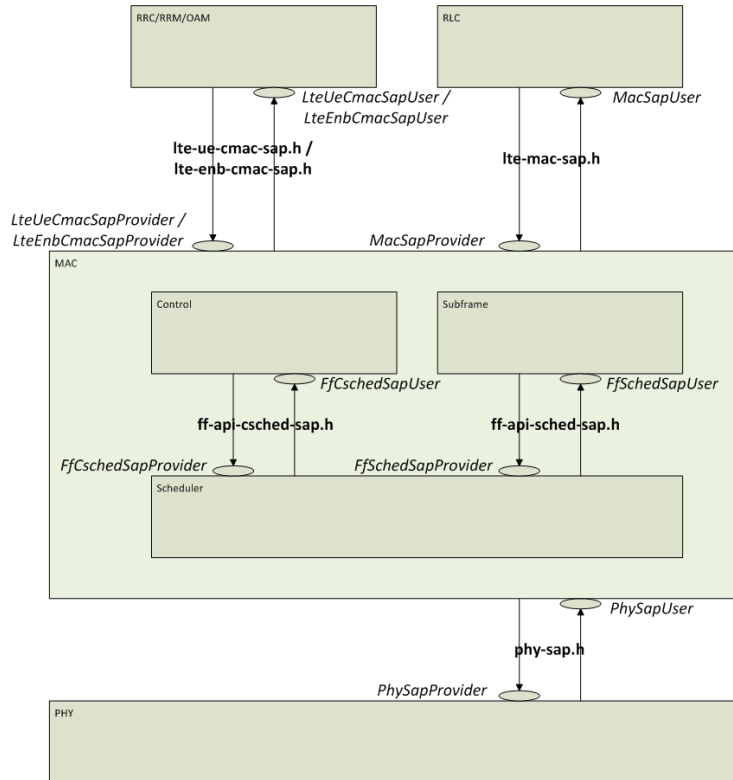 RRC/RRM/OAM
RLC
LteUeCmacSapUser /
LteEnbCmacSapUser
MacSapUser
lte-ue-cmac-sap.h /
lte-enb-cmac-sap.h
lte-mac-sap.h
LteUeCmacSapProvider /
LteEnbCmacSapProvider
MacSapProvider
MAC
Control
Subframe
FfCschedSapUser
FfSchedSapUser
ff-api-csched-sap.h
ff-api-sched-sap.h
FfCschedSapProvider
FfSchedSapProvider
Scheduler
PhySapUser
phy-sap.h
PhySapProvider
PHY